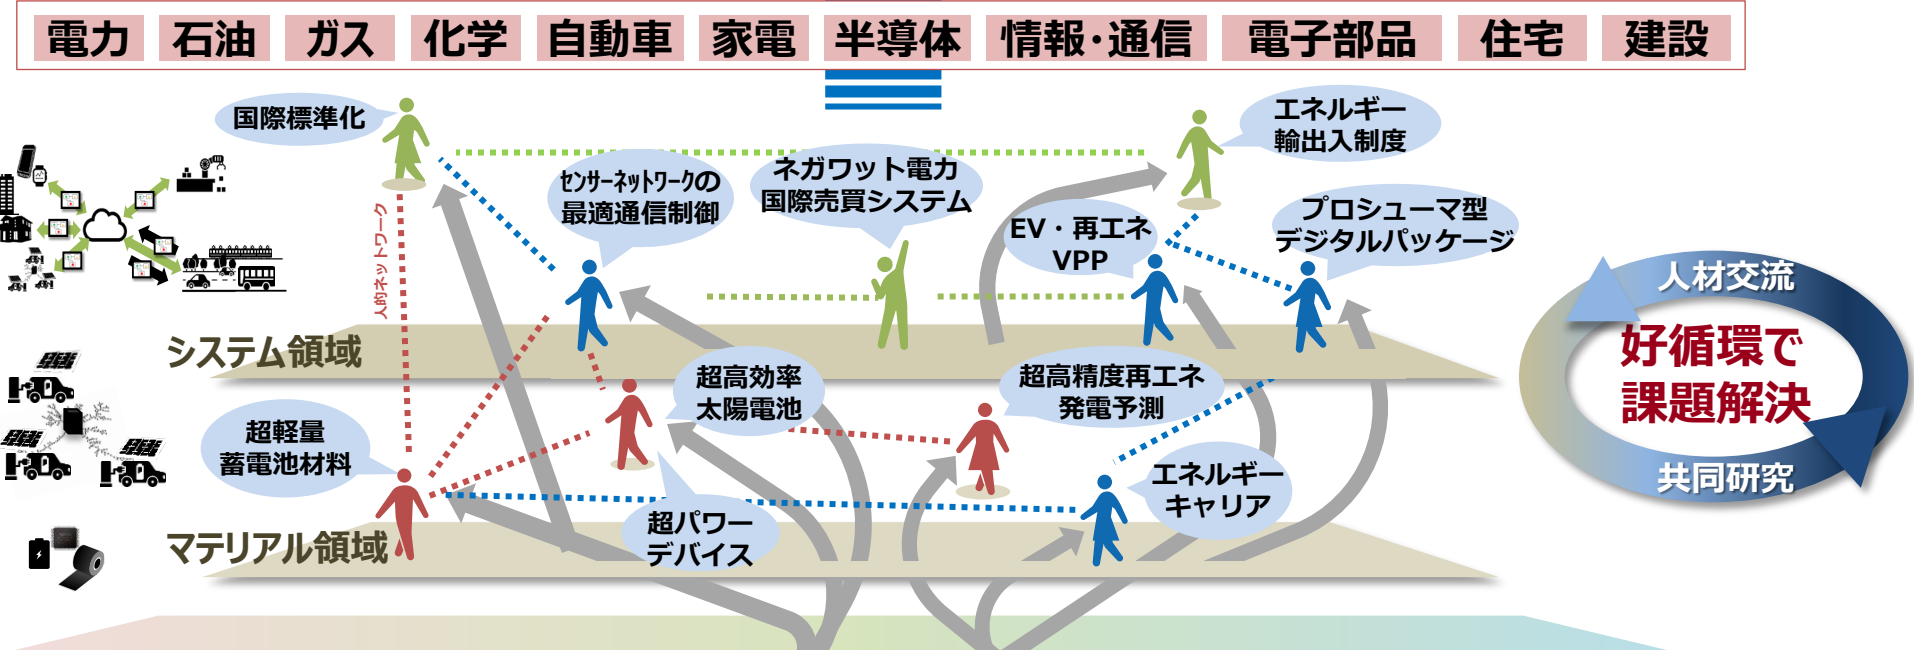 電力 石油 ガス 化学 自動車 家電 半導体 情報・通信 電子部品 住宅 建設
国際標準化
エネルギー
輸出入制度
センサーネットワークの
最適通信制御
ネガワット電力
国際売買システム
EV・再エネ
VPP
プロシューマ型
デジタルパッケージ
人的ネットワーク
システム領域
人材交流
好循環で
課題解決
共同研究
超高効率
太陽電池
超高精度再エネ
発電予測
超軽量
蓄電池材料
エネルギー
キャリア
超パワー
デバイス
マテリアル領域